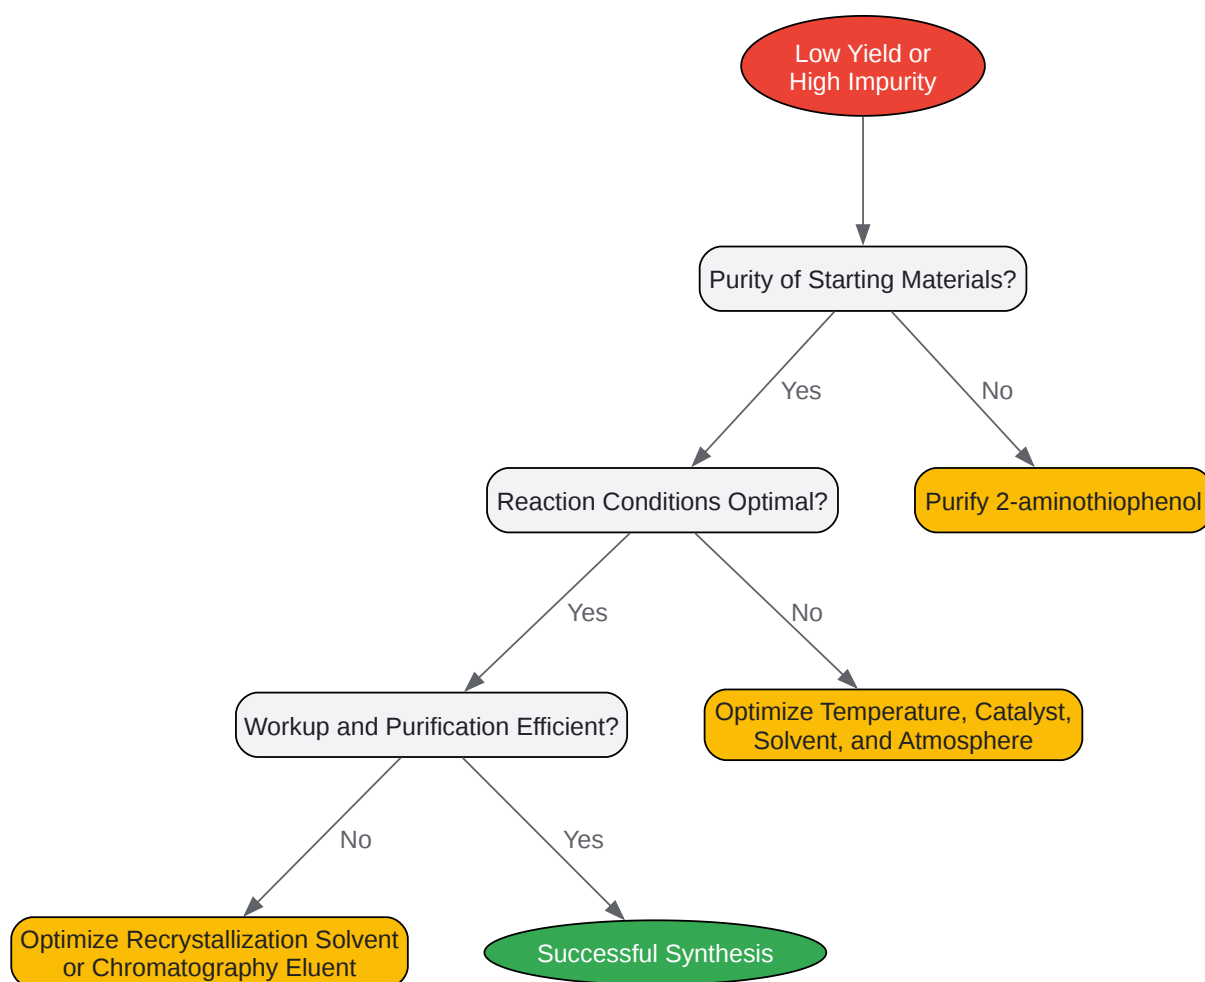 Low Yield or
High Impurity
Purity of Starting Materials?
Yes
No
Reaction Conditions Optimal?
Purify 2-aminothiophenol
Yes
No
Workup and Purification Efficient?
Optimize Temperature, Catalyst,
Solvent, and Atmosphere
No
Yes
Optimize Recrystallization Solvent
or Chromatography Eluent
Successful Synthesis